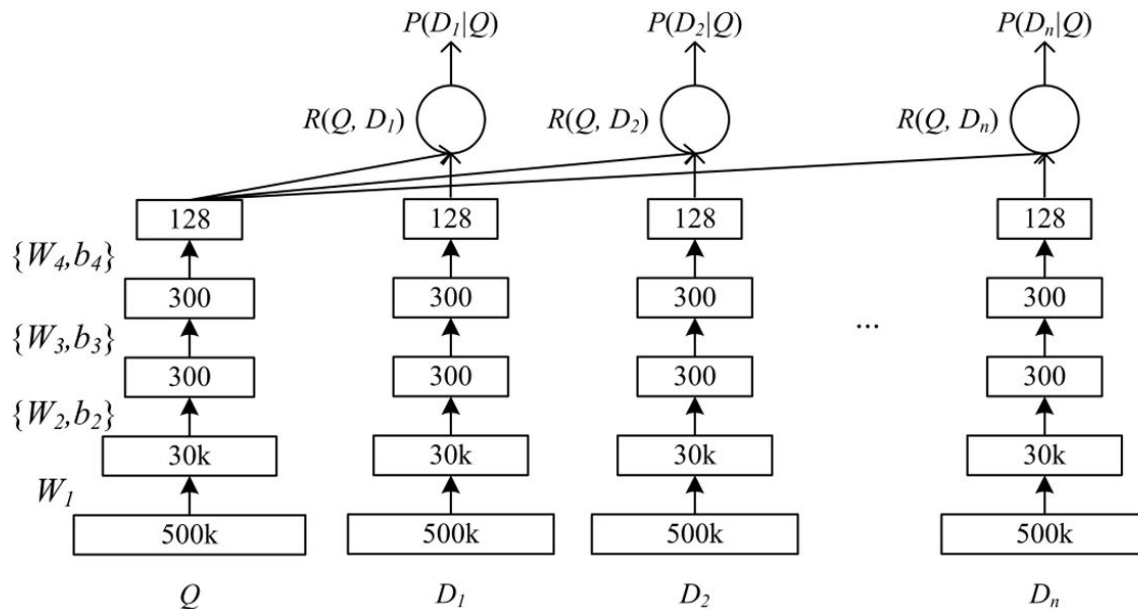 P(D₁|Q) P(D₂|Q) P(Dₙ|Q)
R(Q, D₁) R(Q, D₂) R(Q, Dₙ)
128 128 128 128
{W₄,b₄}
300 300 300 300
{W₃,b₃} ...
300 300 300 300
{W₂,b₂}
30k 30k 30k 30k
W₁
500k 500k 500k 500k
Q D₁ D₂ Dₙ